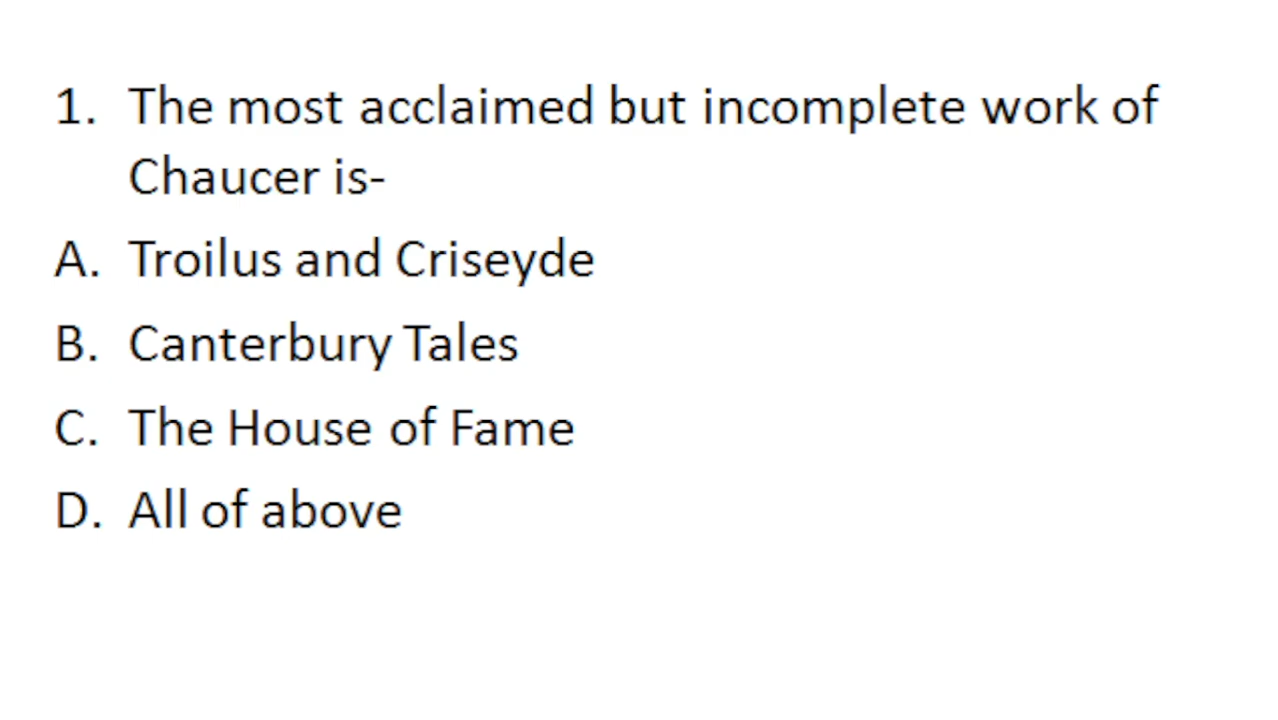 1. The most acclaimed but incomplete work of
Chaucer is-
A. Troilus and Criseyde
B. Canterbury Tales
C. The House of Fame
D. All of above